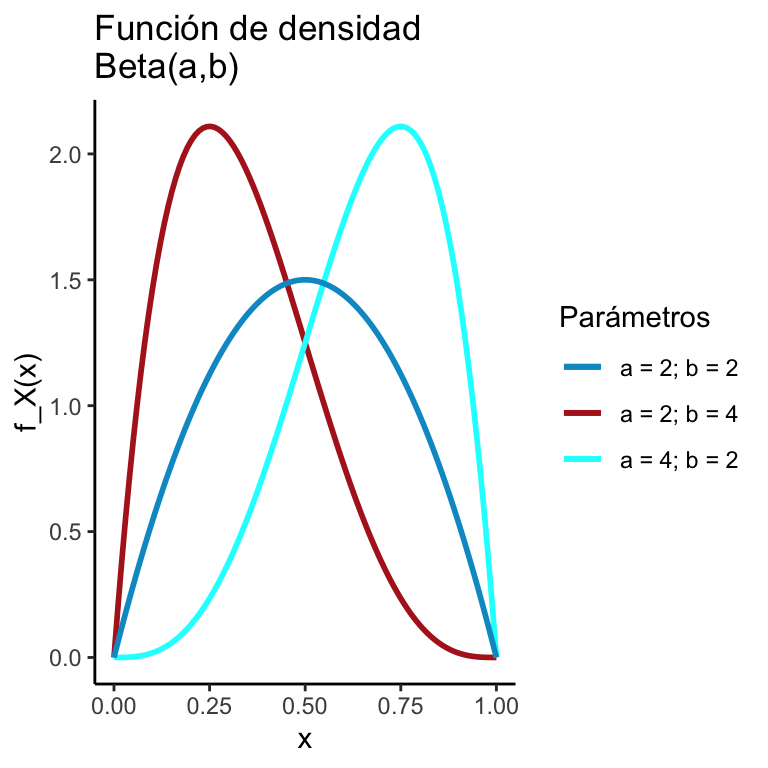 Función de densidad
Beta(a,b)
f_X(x)
2.0
1.5
1.0
0.5
0.0
0.00 0.25 0.50 0.75 1.00
x
Parámetros
a = 2; b = 2
a = 2; b = 4
a = 4; b = 2